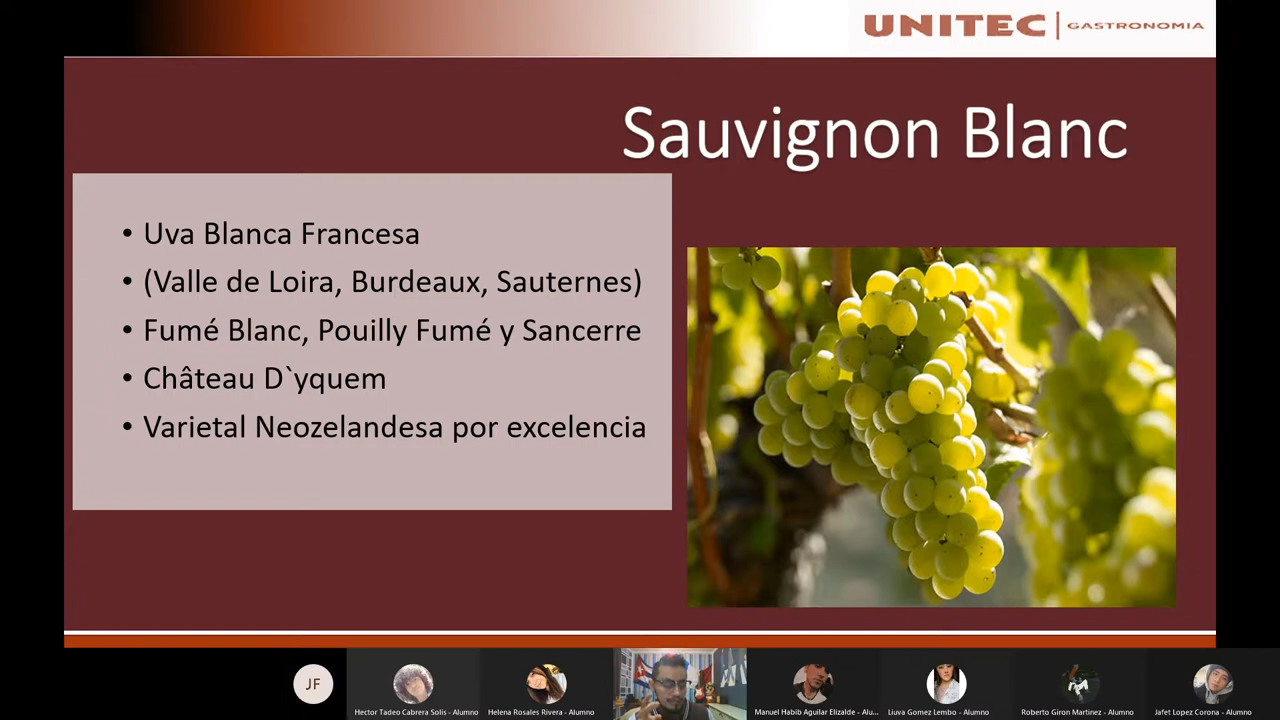 UNITEC | GASTRONOMIA
Sauvignon Blanc
• Uva Blanca Francesa
• (Valle de Loira, Burdeaux, Sauternes)
• Fumé Blanc, Pouilly Fumé y Sancerre
• Château D`yquem
• Varietal Neozelandesa por excelencia
JF
Hector Tadeo Cabrera Solis - Alumno
Helena Rosales Rivera - Alumno
Manuel Habib Aguilar Elizalde - Alu...
Liuva Gomez Lembo - Alumno
Roberto Giron Martinez - Alumno
Jafet Lopez Corona - Alumno